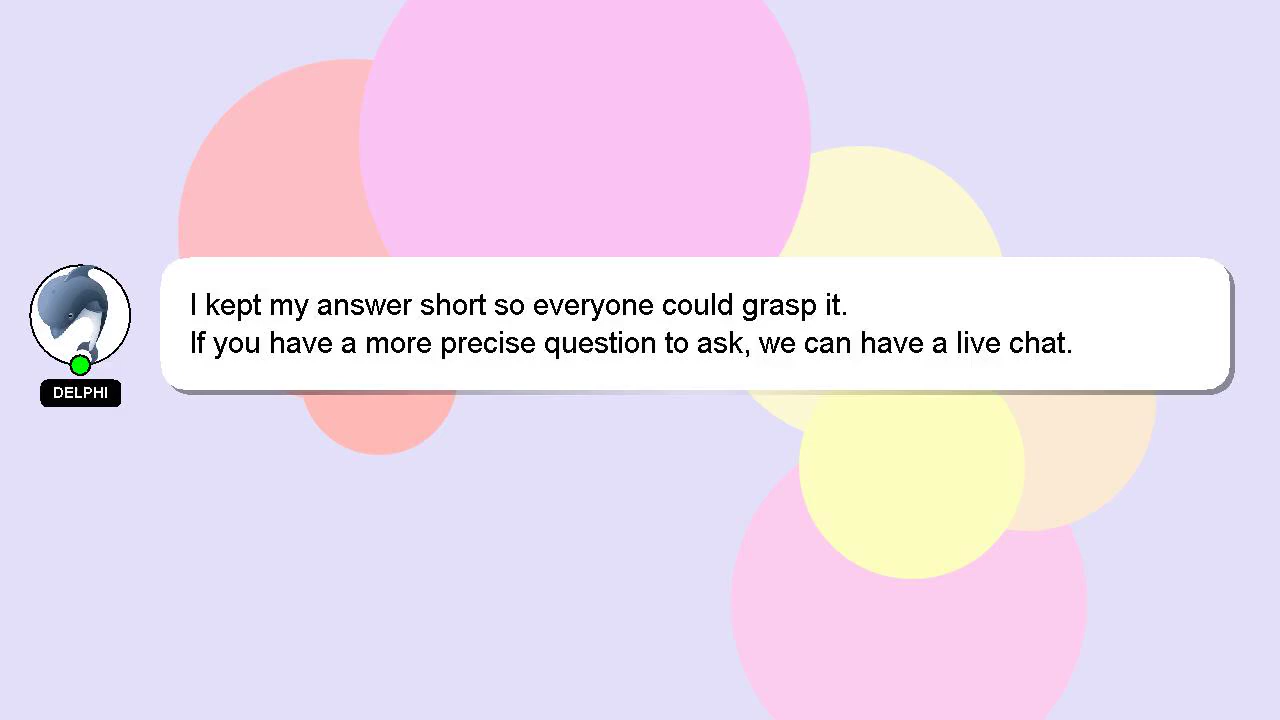 I kept my answer short so everyone could grasp it.
If you have a more precise question to ask, we can have a live chat.
DELPHI